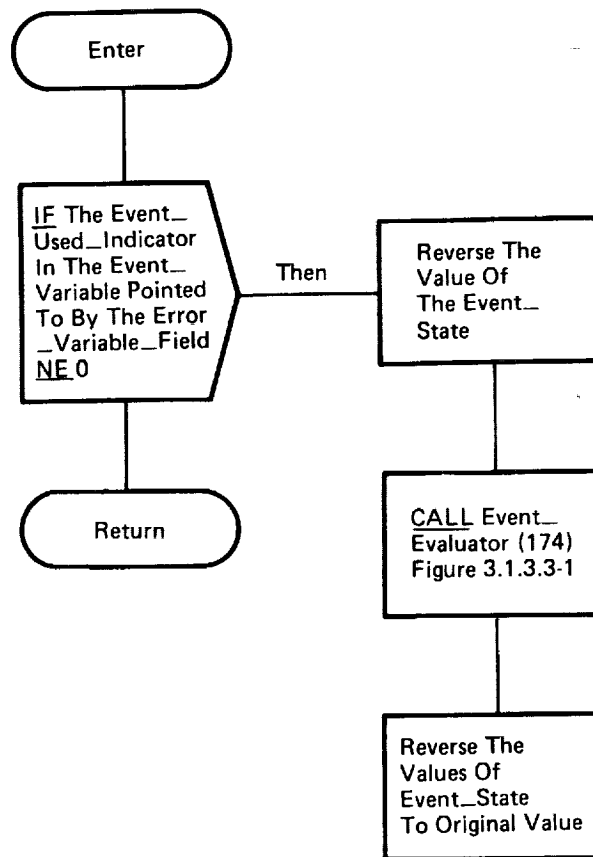 Enter
IF The Event_
Used_Indicator
In The Event_
Variable Pointed
To By The Error
_Variable_Field
NE 0
Then
Reverse The
Value Of
The Event_
State
Return
CALL Event_
Evaluator (174)
Figure 3.1.3.3-1
Reverse The
Values Of
Event_State
To Original Value